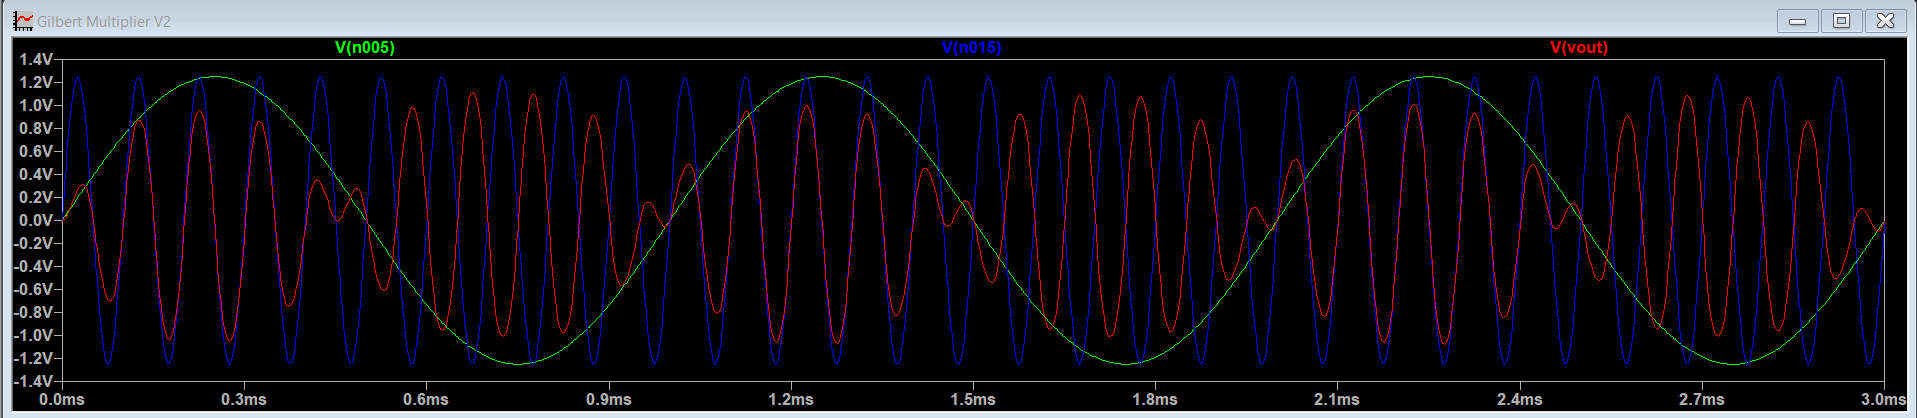 Gilbert Multiplier V2
V(n005) V(n015) V(vout)
1.4V
1.2V
1.0V
0.8V
0.6V
0.4V
0.2V
0.0V
-0.2V
-0.4V
-0.6V
-0.8V
-1.0V
-1.2V
-1.4V
0.0ms 0.3ms 0.6ms 0.9ms 1.2ms 1.5ms 1.8ms 2.1ms 2.4ms 2.7ms 3.0ms